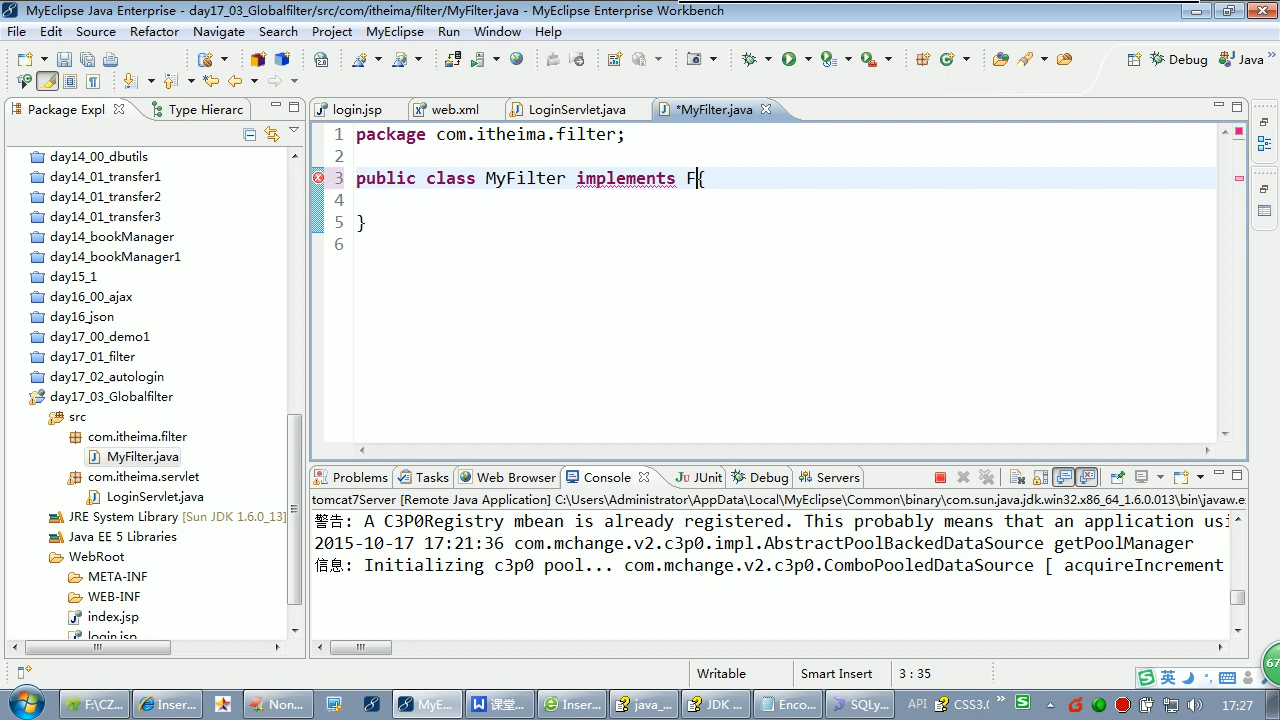 MyEclipse Java Enterprise - day17_03_Globalfilter/src/com/itheima/filter/MyFilter.java - MyEclipse Enterprise Workbench
File Edit Source Refactor Navigate Search Project MyEclipse Run Window Help
Debug Java
Package Expl Type Hierarc
login.jsp web.xml LoginServlet.java *MyFilter.java
day14_00_dbutils
day14_01_transfer1
day14_01_transfer2
day14_01_transfer3
day14_bookManager
day14_bookManager1
day15_1
day16_00_ajax
day16_json
day17_00_demo1
day17_01_filter
day17_02_autologin
day17_03_Globalfilter
src
com.itheima.filter
MyFilter.java
com.itheima.servlet
LoginServlet.java
JRE System Library [Sun JDK 1.6.0_13]
Java EE 5 Libraries
WebRoot
META-INF
WEB-INF
index.jsp
login.jsp
1 package com.itheima.filter;
2
3 public class MyFilter implements F{
4
5 }
6
Problems Tasks Web Browser Console JUnit Debug Servers
tomcat7Server [Remote Java Application] C:\Users\Administrator\AppData\Local\MyEclipse\Common\binary\com.sun.java.jdk.win32.x86_64_1.6.0.013\bin\javaw.e
警告: A C3P0Registry mbean is already registered. This probably means that an application usi
2015-10-17 17:21:36 com.mchange.v2.c3p0.impl.AbstractPoolBackedDataSource getPoolManager
信息: Initializing c3p0 pool... com.mchange.v2.c3p0.ComboPooledDataSource [ acquireIncrement
Writable Smart Insert 3 : 35
英
67
F:\CZ... Inser... Non... MyE... 课堂... Inser... java_... JDK ... Enco... SQLy... API CSS3.0 17:27